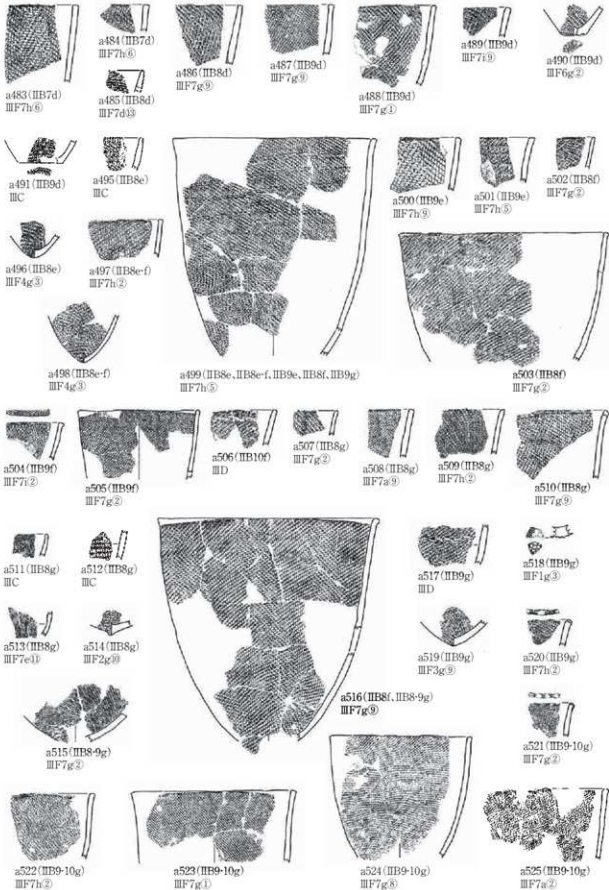 a483(ⅡB7d)
ⅢF7h⑥
a484(ⅡB7d)
ⅢF7h⑥
a485(ⅡB8d)
ⅢF7d⑬
a486(ⅡB8d)
ⅢF7g⑨
a487(ⅡB9d)
ⅢF7g⑨
a488(ⅡB9d)
ⅢF7g①
a489(ⅡB9d)
ⅢF7i⑨
a490(ⅡB9d)
ⅢF6g②
a491(ⅡB9d)
ⅢC
a495(ⅡB8e)
ⅢC
a496(ⅡB8e)
ⅢF4g③
a497(ⅡB8e-f)
ⅢF7h②
a498(ⅡB8e-f)
ⅢF4g③
a499(ⅡB8e、ⅡB8e-f、ⅡB9e、ⅡB8f、ⅡB9g)
ⅢF7h⑤
a500(ⅡB9e)
ⅢF7h⑨
a501(ⅡB9e)
ⅢF7h⑤
a502(ⅡB8f)
ⅢF7g②
a503(ⅡB8f)
ⅢF7g②
a504(ⅡB9f)
ⅢF7i②
a505(ⅡB9f)
ⅢF7g②
a506(ⅡB10f)
ⅢD
a507(ⅡB8g)
ⅢF7g②
a508(ⅡB8g)
ⅢF7a⑨
a509(ⅡB8g)
ⅢF7h②
a510(ⅡB8g)
ⅢF7g⑨
a511(ⅡB8g)
ⅢC
a512(ⅡB8g)
ⅢC
a513(ⅡB8g)
ⅢF7e⑪
a514(ⅡB8g)
ⅢF2g⑩
a515(ⅡB8-9g)
ⅢF7g②
a516(ⅡB8f、ⅡB8-9g)
ⅢF7g⑨
a517(ⅡB9g)
ⅢD
a518(ⅡB9g)
ⅢF1g③
a519(ⅡB9g)
ⅢF3g⑨
a520(ⅡB9g)
ⅢF7h②
a521(ⅡB9-10g)
ⅢF7g②
a522(ⅡB9-10g)
ⅢF7h②
a523(ⅡB9-10g)
ⅢF7g①
a524(ⅡB9-10g)
ⅢF7g⑧
a525(ⅡB9-10g)
ⅢF7a②